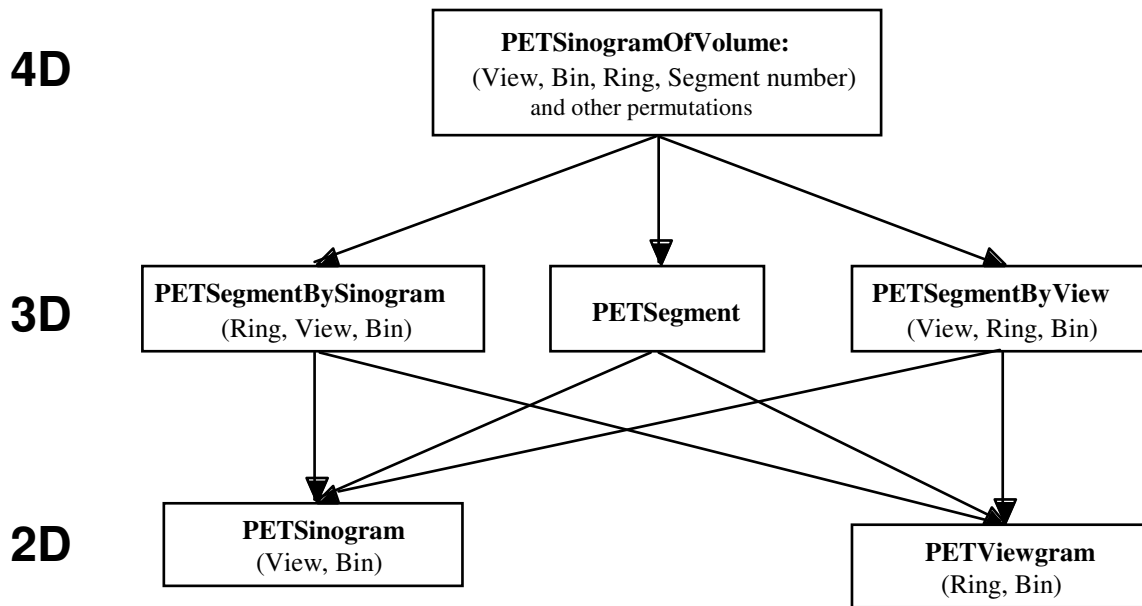 4D
PETSinogramOfVolume:
(View, Bin, Ring, Segment number)
and other permutations
3D
PETSegmentBySinogram
(Ring, View, Bin)
PETSegment
PETSegmentByView
(View, Ring, Bin)
2D
PETSinogram
(View, Bin)
PETViewgram
(Ring, Bin)